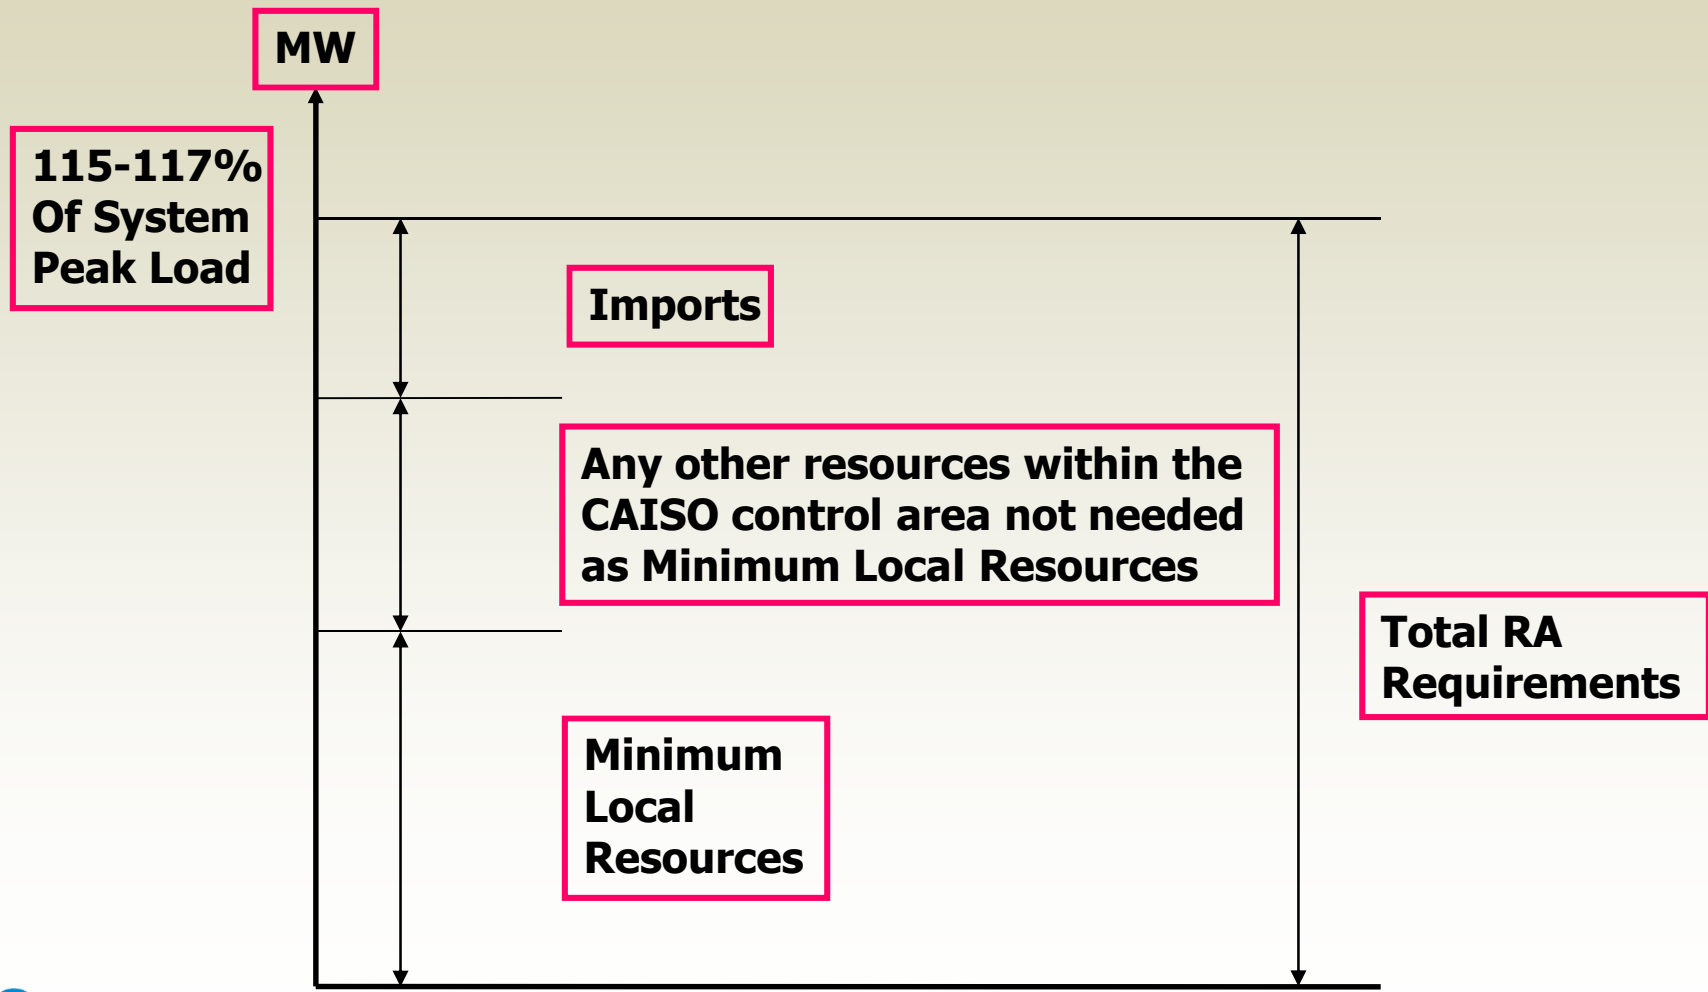 MW
115-117%
Of System
Peak Load
Imports
Any other resources within the
CAISO control area not needed
as Minimum Local Resources
Total RA
Requirements
Minimum
Local
Resources